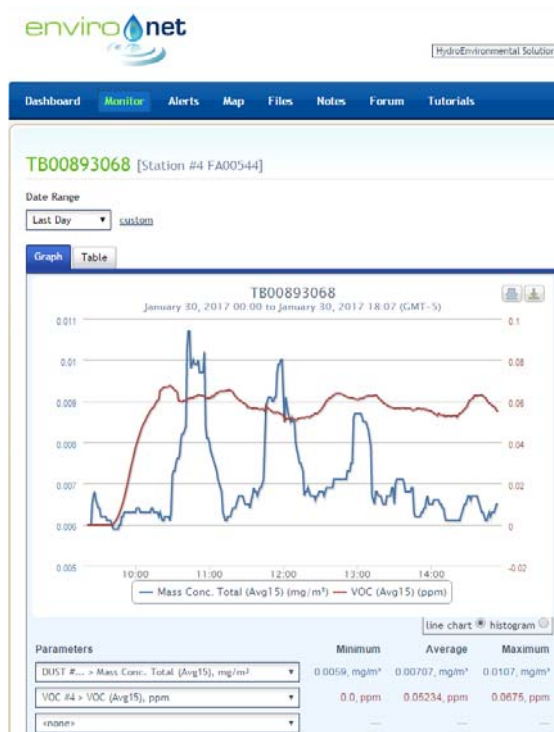 enviro net
HydroEnvironmental Solution
Dashboard Monitor Alerts Map Files Notes Forum Tutorials
TB00893068 [Station #4 FA00544]
Date Range
Last Day custom
Graph Table
TB00893068
January 30, 2017 00:00 to January 30, 2017 18:07 (GMT-5)
0.011 0.1
0.01 0.08
0.009 0.06
0.008 0.04
0.007 0.02
0.006 0
0.005 -0.02
10:00 11:00 12:00 13:00 14:00
Mass Conc. Total (Avg15) (mg/m³) VOC (Avg15) (ppm)
line chart histogram
Parameters Minimum Average Maximum
DUST #... > Mass Conc. Total (Avg15), mg/m³ 0.0059, mg/m³ 0.00707, mg/m³ 0.0107, mg/m³
VOC #4 > VOC (Avg15), ppm 0.0, ppm 0.05234, ppm 0.0675, ppm
<none> — — —